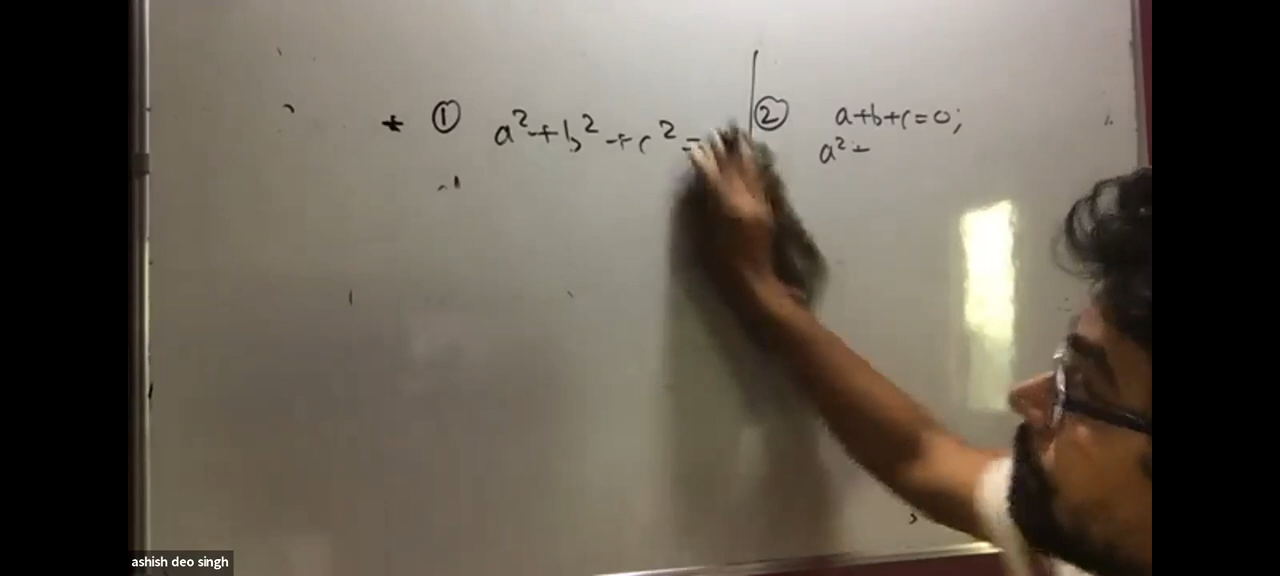 * ① a²+b²+c² =
② a+b+c=0;
a² +
ashish deo singh